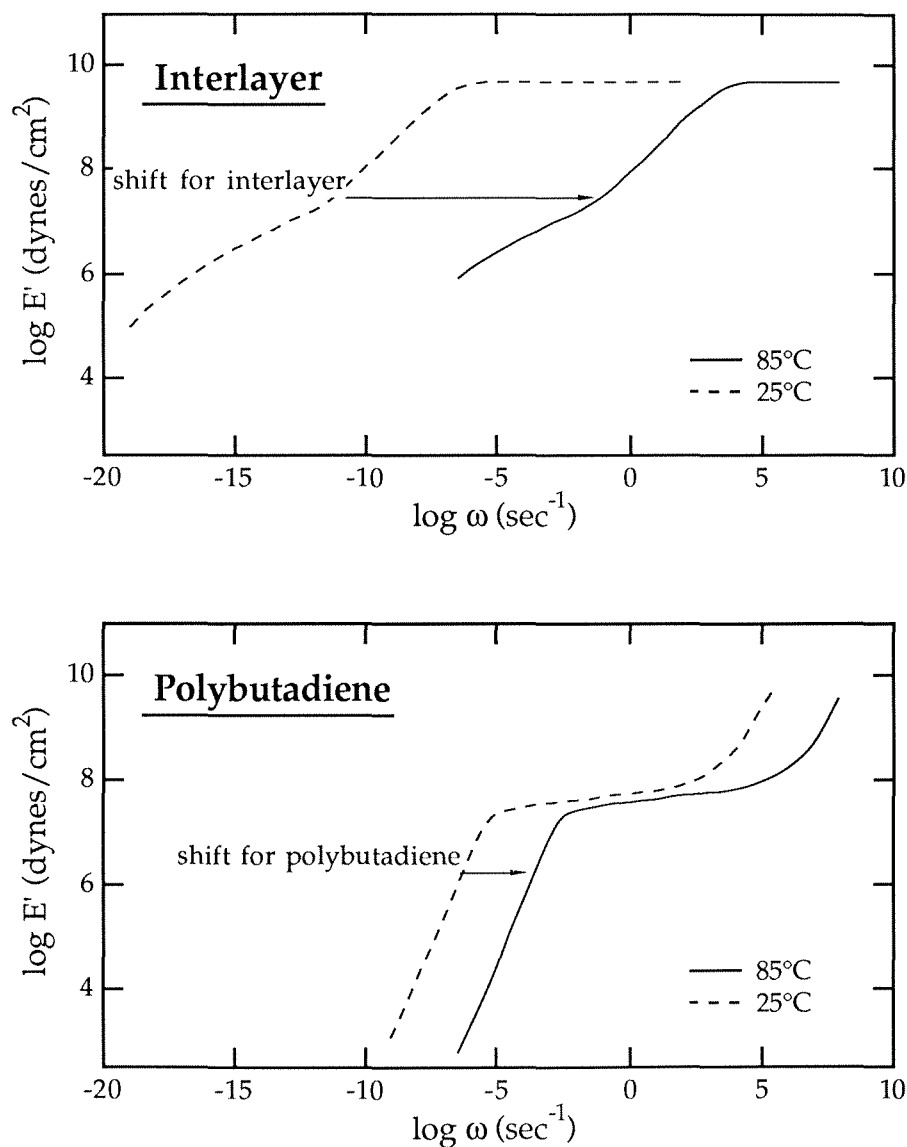 Interlayer
10
8
6
4
log E' (dynes/cm²)
shift for interlayer
85°C
25°C
-20 -15 -10 -5 0 5 10
log ω (sec⁻¹)
Polybutadiene
10
8
6
4
log E' (dynes/cm²)
shift for polybutadiene
85°C
25°C
-20 -15 -10 -5 0 5 10
log ω (sec⁻¹)